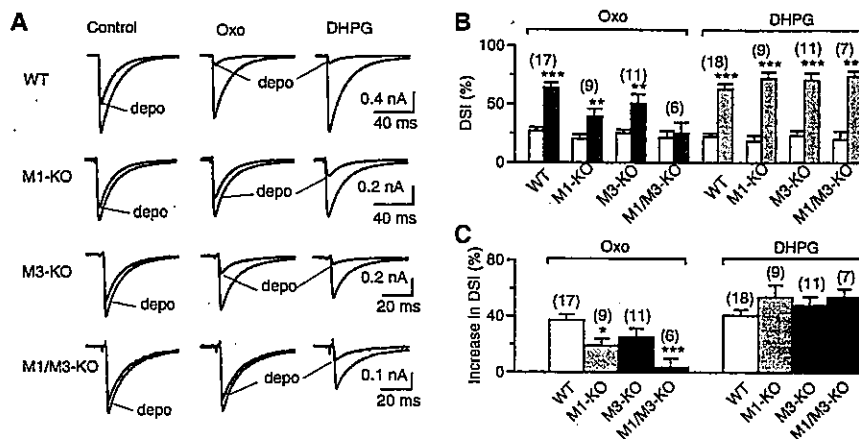 A
Control
Oxo
DHPG
WT
depo
depo
0.4 nA
40 ms
M1-KO
depo
depo
0.2 nA
40 ms
M3-KO
depo
depo
0.2 nA
20 ms
M1/M3-KO
depo
depo
0.1 nA
20 ms
B
Oxo
DHPG
DSI (%)
100
50
0
(17)
***
(9)
**
(11)
**
(6)
(18)
***
(9)
***
(11)
***
(7)
WT
M1-KO
M3-KO
M1/M3-KO
WT
M1-KO
M3-KO
M1/M3-KO
C
Oxo
DHPG
Increase in DSI (%)
80
40
0
(17)
(9)
*
(11)
(6)
***
(18)
(9)
(11)
(7)
WT
M1-KO
M3-KO
M1/M3-KO
WT
M1-KO
M3-KO
M1/M3-KO